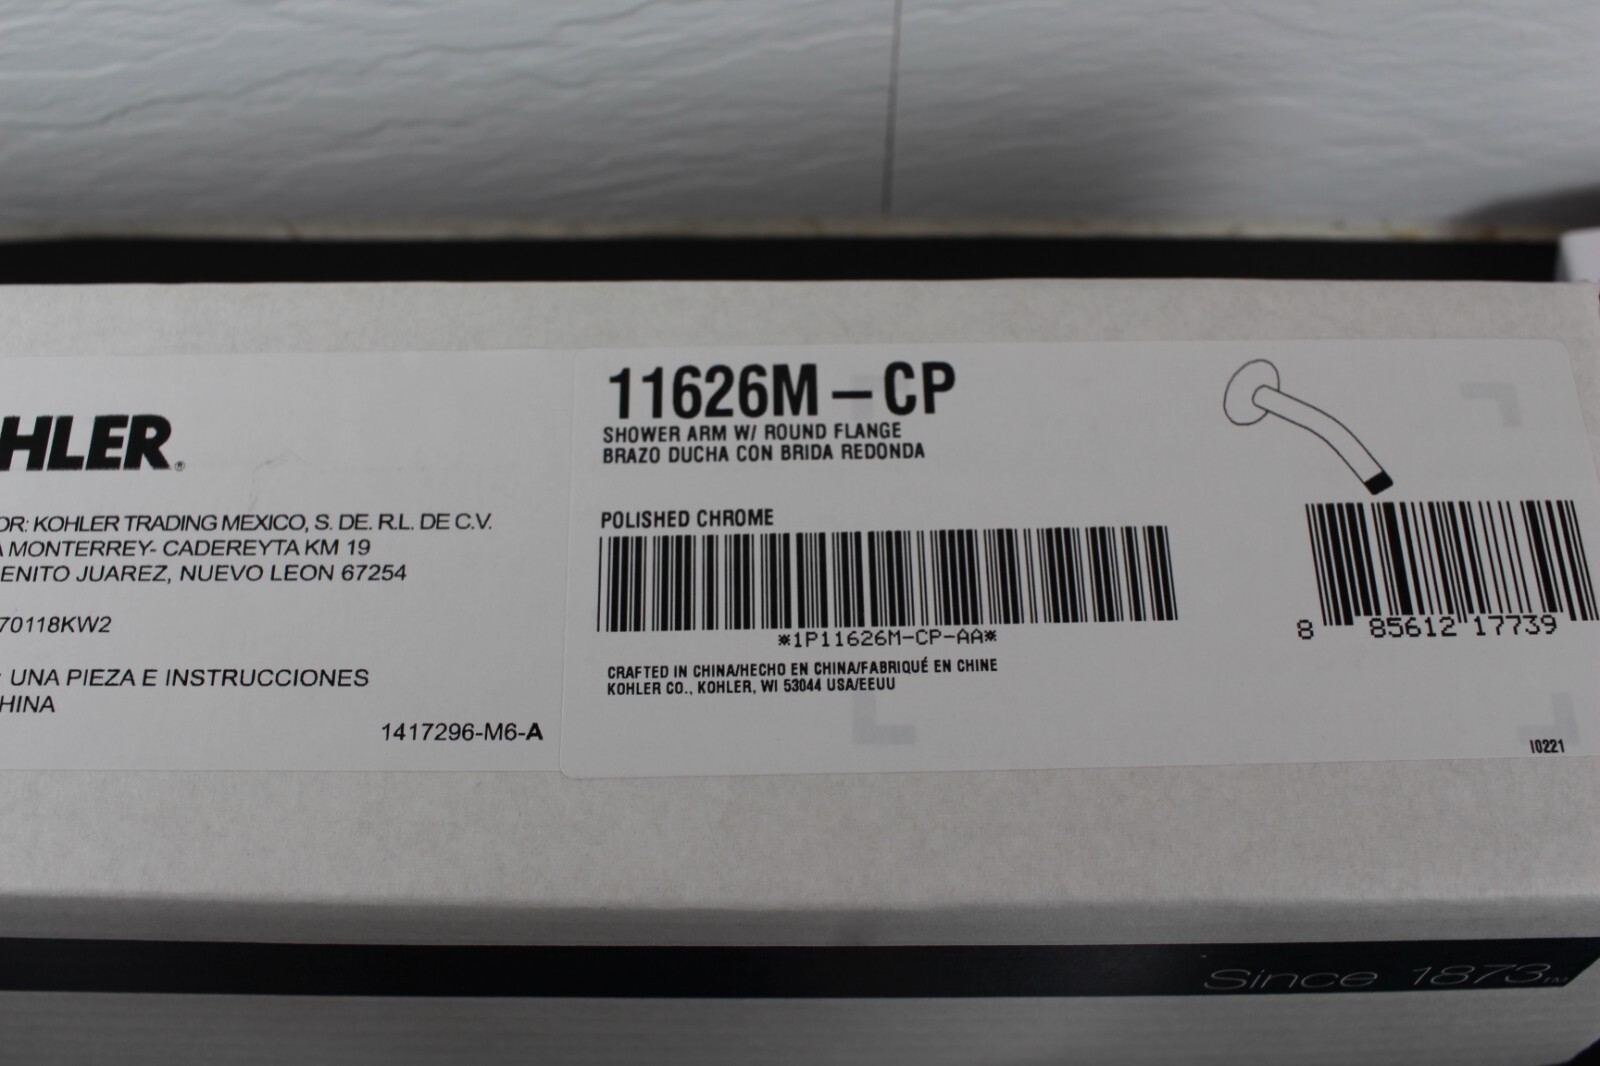 HLER®
OR: KOHLER TRADING MEXICO, S. DE. R.L. DE C.V.
A MONTERREY- CADEREYTA KM 19
ENITO JUAREZ, NUEVO LEON 67254
70118KW2
: UNA PIEZA E INSTRUCCIONES
HINA
1417296-M6-A
11626M-CP
SHOWER ARM W/ ROUND FLANGE
BRAZO DUCHA CON BRIDA REDONDA
POLISHED CHROME
*1P11626M-CP-AA*
CRAFTED IN CHINA/HECHO EN CHINA/FABRIQUÉ EN CHINE
KOHLER CO., KOHLER, WI 53044 USA/EEUU
8 85612 17739
I0221
Since 1873™